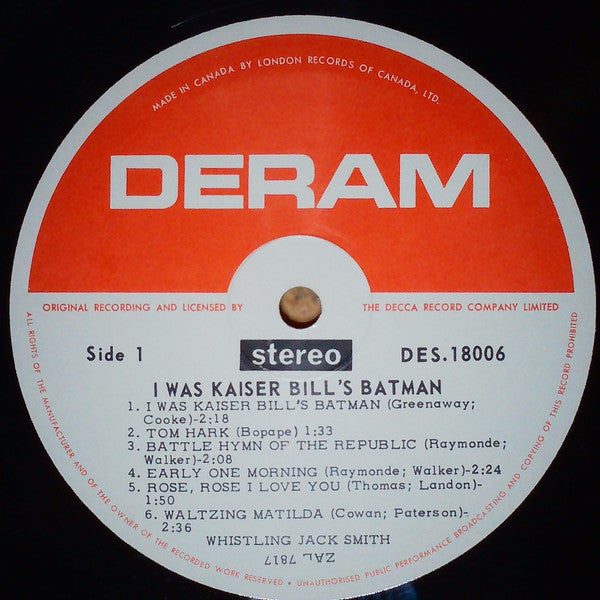 MADE IN CANADA BY LONDON RECORDS OF CANADA, LTD.
DERAM
ORIGINAL RECORDING AND LICENSED BY THE DECCA RECORD COMPANY LIMITED
Side 1
stereo
DES.18006
I WAS KAISER BILL'S BATMAN
1. I WAS KAISER BILL'S BATMAN (Greenaway;
Cooke)-2:18
2. TOM HARK (Bopape) 1:33
3. BATTLE HYMN OF THE REPUBLIC (Raymonde;
Walker)-2:08
4. EARLY ONE MORNING (Raymonde; Walker)-2:24
5. ROSE, ROSE I LOVE YOU (Thomas; Landon)-
1:50
6. WALTZING MATILDA (Cowan; Paterson)-
2:36
WHISTLING JACK SMITH
ZAL 7817
ALL RIGHTS OF THE MANUFACTURER AND OF THE OWNER OF THE RECORDED WORK RESERVED • UNAUTHORISED PUBLIC PERFORMANCE BROADCASTING AND COPYING OF THIS RECORD PROHIBITED